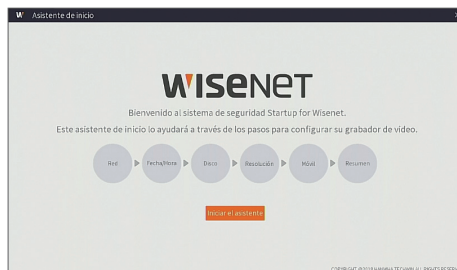 W Asistente de inicio
WISENET
Bienvenido al sistema de seguridad Startup for Wisenet.
Este asistente de inicio lo ayudará a través de los pasos para configurar su grabador de video.
Red
Fecha/Hora
Disco
Resolución
Móvil
Resumen
Iniciar el asistente